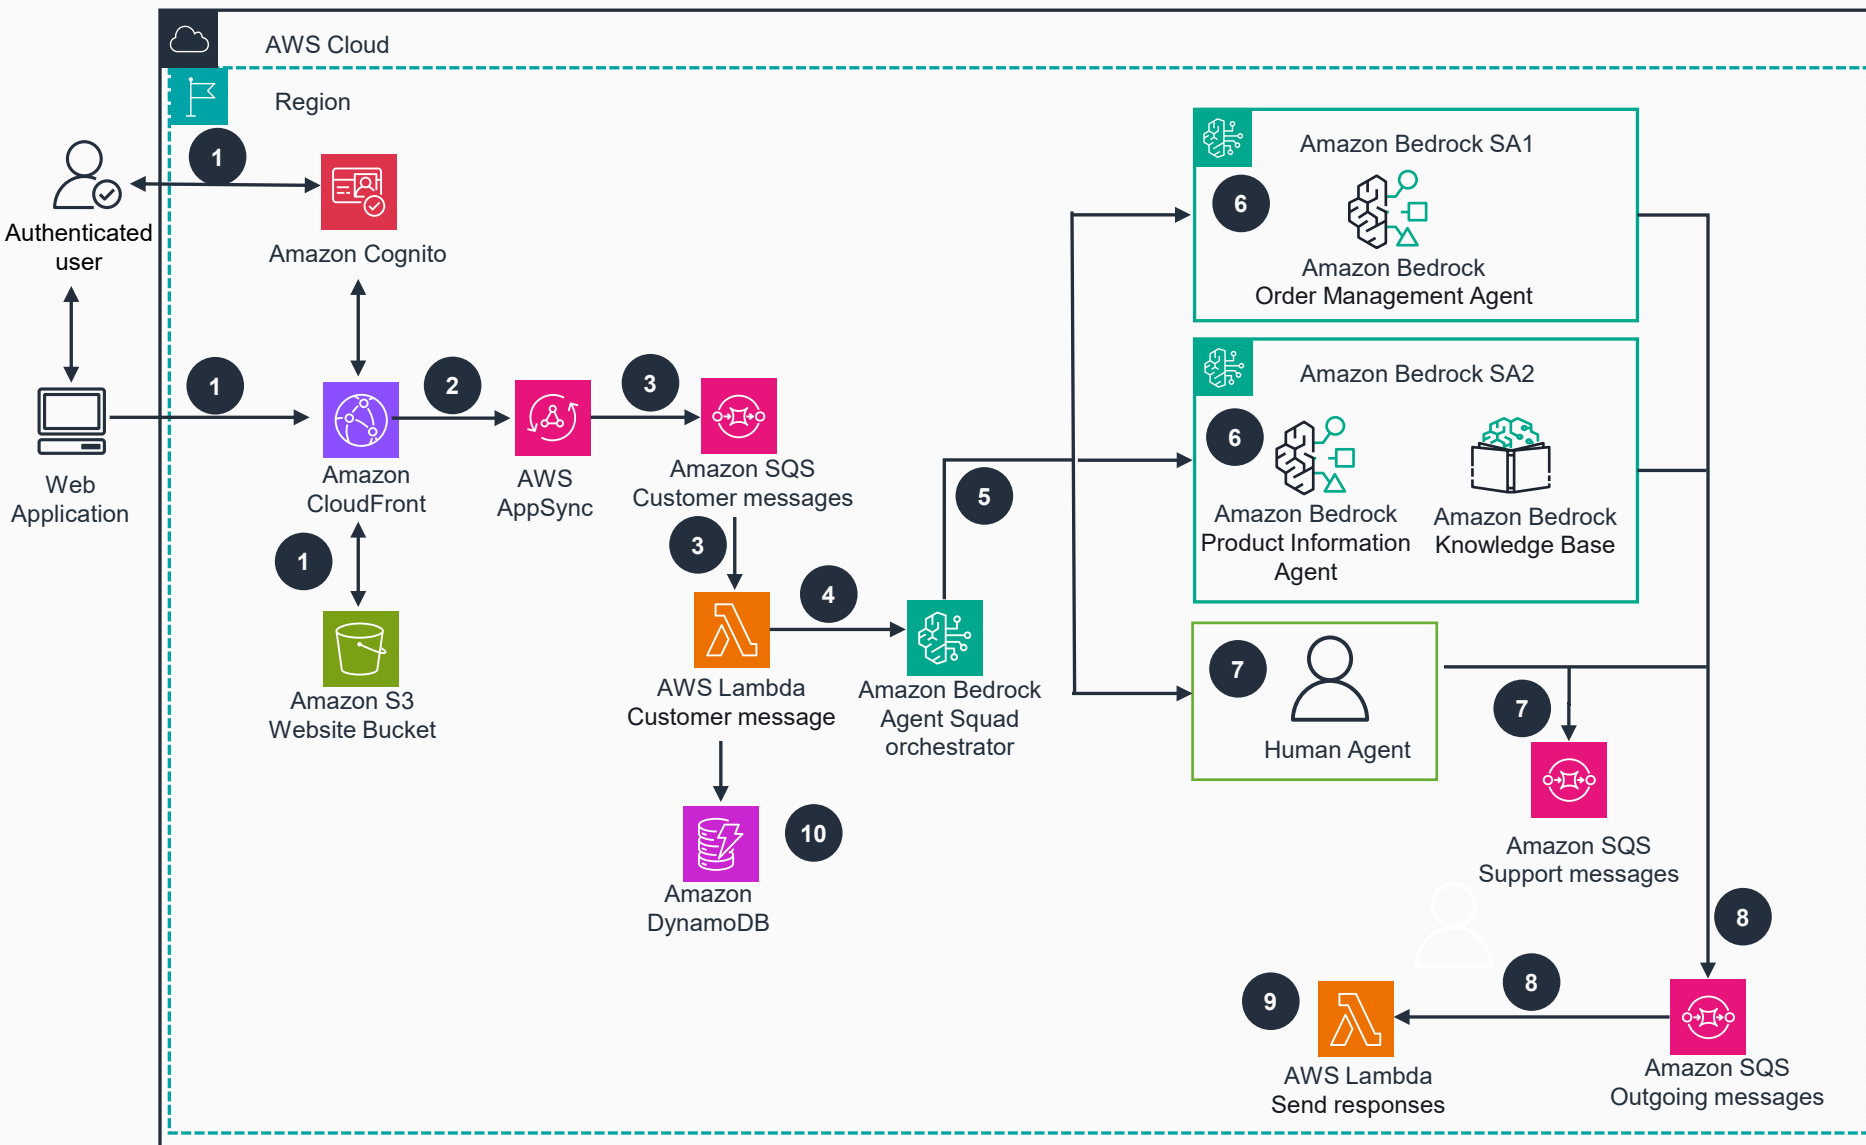 AWS Cloud
Region
1
Authenticated
user
Amazon Cognito
1
Web
Application
Amazon
CloudFront
2
AWS
AppSync
3
Amazon SQS
Customer messages
1
Amazon S3
Website Bucket
3
AWS Lambda
Customer message
4
Amazon Bedrock
Agent Squad
orchestrator
10
Amazon
DynamoDB
5
Amazon Bedrock SA1
6
Amazon Bedrock
Order Management Agent
Amazon Bedrock SA2
6
Amazon Bedrock
Product Information
Agent
Amazon Bedrock
Knowledge Base
7
Human Agent
7
Amazon SQS
Support messages
8
8
Amazon SQS
Outgoing messages
9
AWS Lambda
Send responses